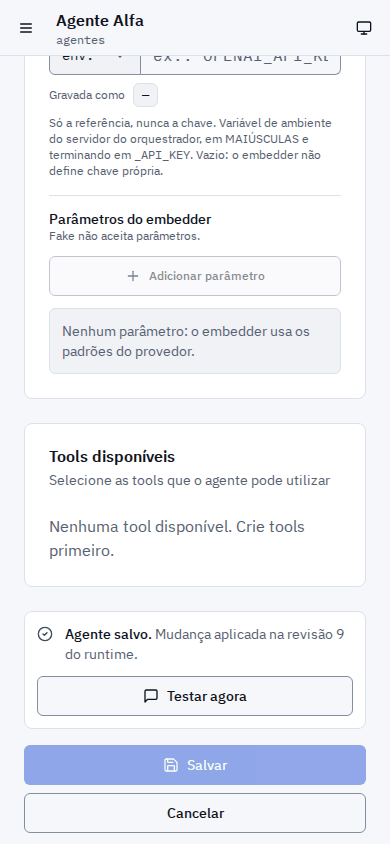 Agente Alfa
agentes
env:
ex.: OPENAI_API_KE
Gravada como —
Só a referência, nunca a chave. Variável de ambiente
do servidor do orquestrador, em MAIÚSCULAS e
terminando em _API_KEY. Vazio: o embedder não
define chave própria.
Parâmetros do embedder
Fake não aceita parâmetros.
Adicionar parâmetro
Nenhum parâmetro: o embedder usa os
padrões do provedor.
Tools disponíveis
Selecione as tools que o agente pode utilizar
Nenhuma tool disponível. Crie tools
primeiro.
Agente salvo. Mudança aplicada na revisão 9
do runtime.
Testar agora
Salvar
Cancelar